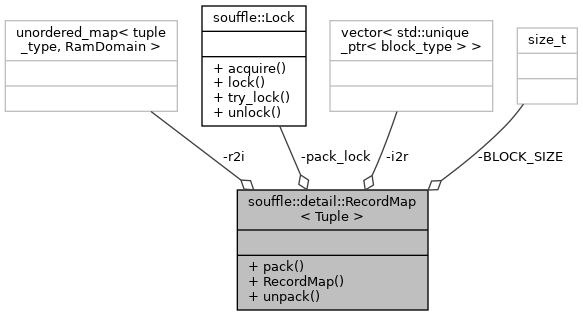 unordered_map< tuple
_type, RamDomain >
souffle::Lock
+ acquire()
+ lock()
+ try_lock()
+ unlock()
vector< std::unique
_ptr< block_type > >
size_t
-r2i
-pack_lock
-i2r
-BLOCK_SIZE
souffle::detail::RecordMap
< Tuple >
+ pack()
+ RecordMap()
+ unpack()